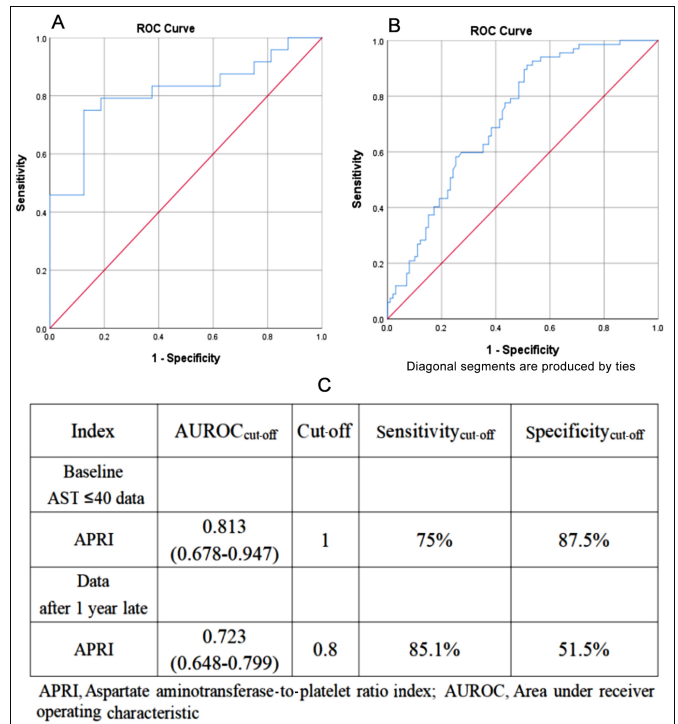 A
B
ROC Curve
ROC Curve
1.0
0.8
0.6
0.4
0.2
0.0
Sensitivity
0.0 0.2 0.4 0.6 0.8 1.0
1 - Specificity
1.0
0.8
0.6
0.4
0.2
0.0
Sensitivity
0.0 0.2 0.4 0.6 0.8 1.0
1 - Specificity
Diagonal segments are produced by ties
C
Index AUROCcut-off Cut-off Sensitivitycut-off Specificitycut-off
Baseline
AST ≤40 data
APRI 0.813 1 75% 87.5%
(0.678-0.947)
Data
after 1 year late
APRI 0.723 0.8 85.1% 51.5%
(0.648-0.799)
APRI, Aspartate aminotransferase-to-platelet ratio index; AUROC, Area under receiver
operating characteristic